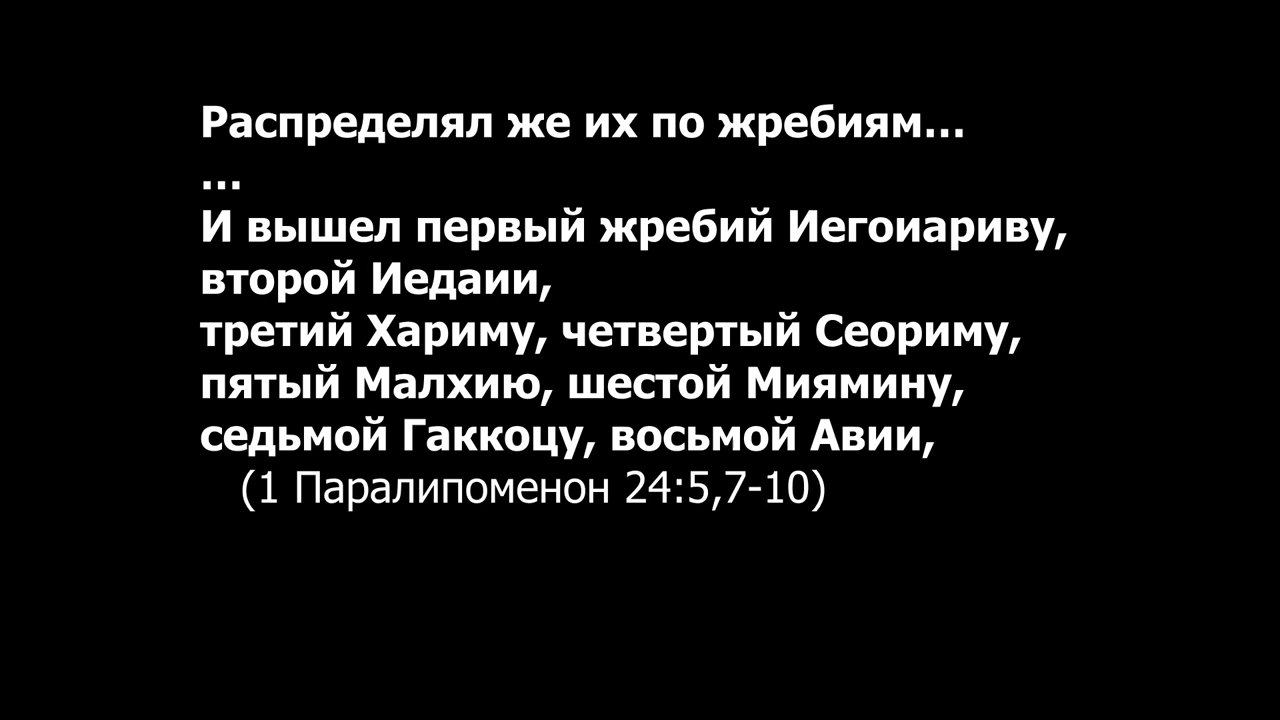 Распределял же их по жребиям...
...
И вышел первый жребий Иегоиариву,
второй Иедаии,
третий Хариму, четвертый Сеориму,
пятый Малхию, шестой Миямину,
седьмой Гаккоцу, восьмой Авии,
(1 Паралипоменон 24:5,7-10)